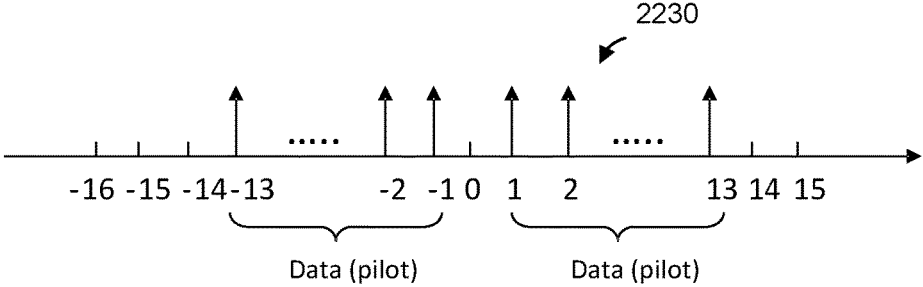 2230
..... .....
-16 -15 -14 -13 -2 -1 0 1 2 13 14 15
Data (pilot) Data (pilot)